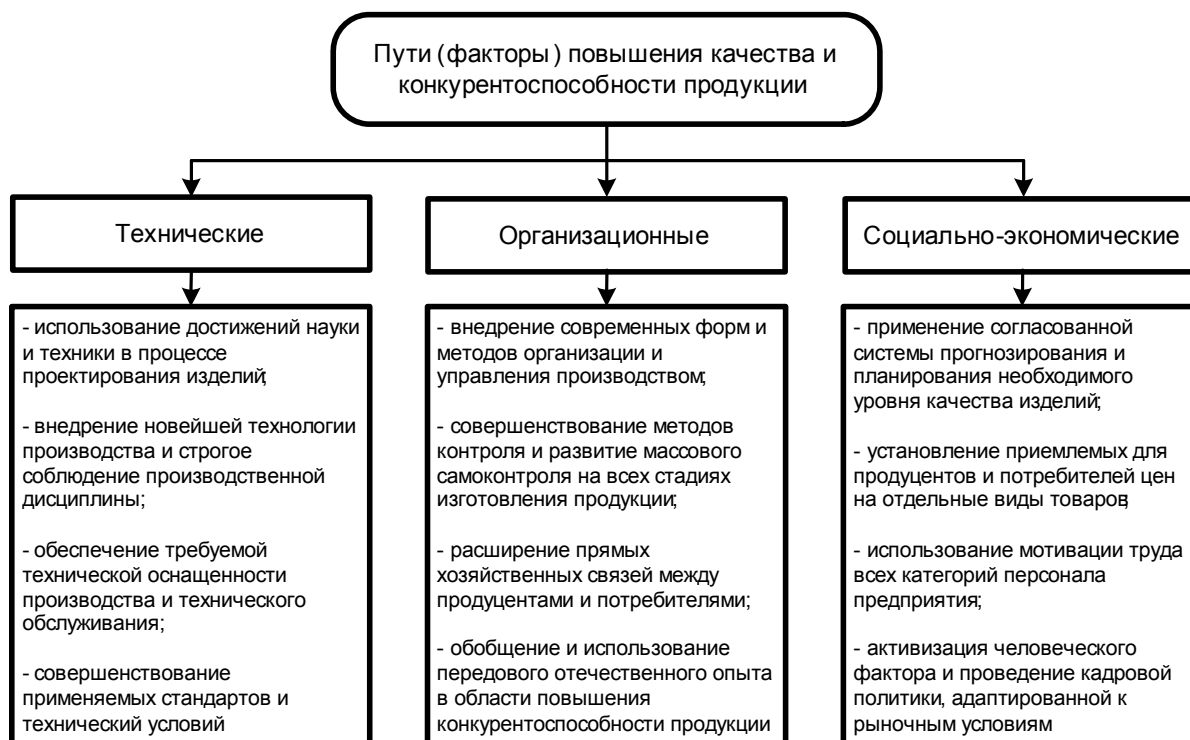 Пути (факторы) повышения качества и
конкурентоспособности продукции
Технические
Организационные
Социально-экономические
- использование достижений науки
и техники в процессе
проектирования изделий;
- внедрение новейшей технологии
производства и строгое
соблюдение производственной
дисциплины;
- обеспечение требуемой
технической оснащенности
производства и технического
обслуживания;
- совершенствование
применяемых стандартов и
технический условий
- внедрение современных форм и
методов организации и
управления производством;
- совершенствование методов
контроля и развитие массового
самоконтроля на всех стадиях
изготовления продукции;
- расширение прямых
хозяйственных связей между
продуцентами и потребителями;
- обобщение и использование
передового отечественного опыта
в области повышения
конкурентоспособности продукции
- применение согласованной
системы прогнозирования и
планирования необходимого
уровня качества изделий;
- установление приемлемых для
продуцентов и потребителей цен
на отдельные виды товаров;
- использование мотивации труда
всех категорий персонала
предприятия;
- активизация человеческого
фактора и проведение кадровой
политики, адаптированной к
рыночным условиям